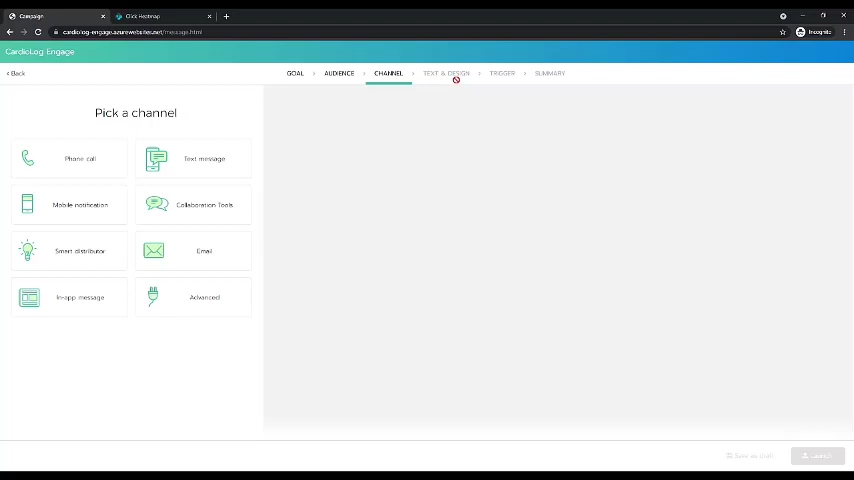 Campaign
Click Heatmap
cardiolog-engage.azurewebsites.net/message.html
Incognito
CardioLog Engage
Back
GOAL
AUDIENCE
CHANNEL
TEXT & DESIGN
TRIGGER
SUMMARY
Pick a channel
Phone call
Text message
Mobile notification
Collaboration Tools
Smart distributor
Email
In-app message
Advanced
Save as draft
Launch